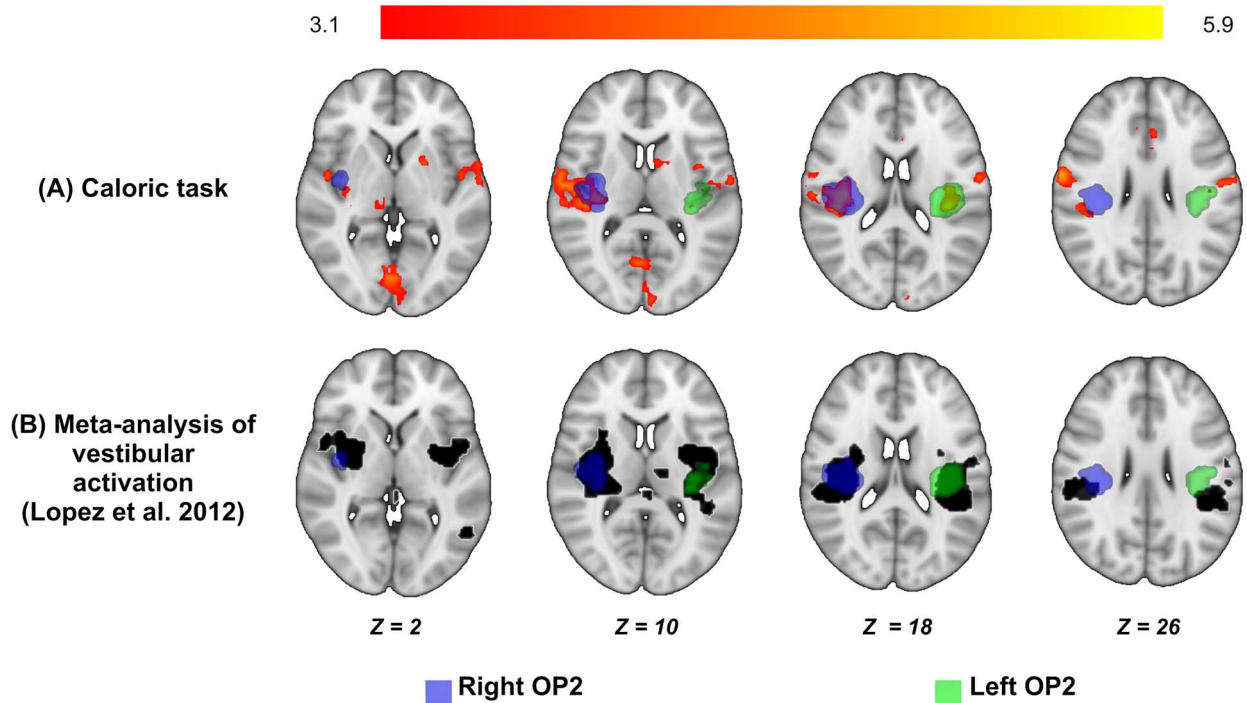 3.1 5.9
(A) Caloric task
(B) Meta-analysis of
vestibular
activation
(Lopez et al. 2012)
Z = 2 Z = 10 Z = 18 Z = 26
Right OP2 Left OP2